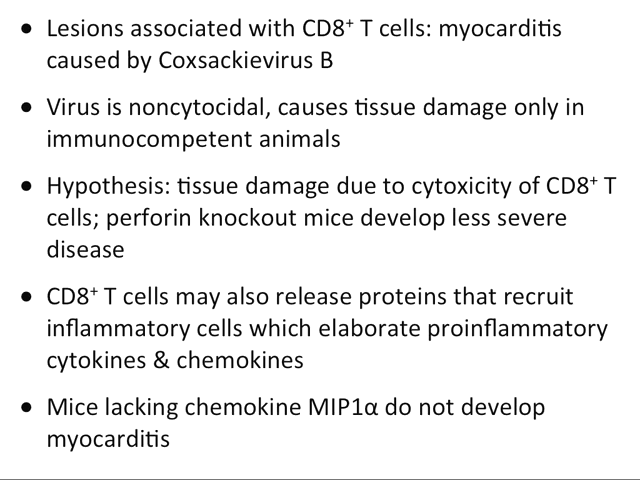 • Lesions associated with CD8⁺ T cells: myocarditis
caused by Coxsackievirus B
• Virus is noncytocidal, causes tissue damage only in
immunocompetent animals
• Hypothesis: tissue damage due to cytoxicity of CD8⁺ T
cells; perforin knockout mice develop less severe
disease
• CD8⁺ T cells may also release proteins that recruit
inflammatory cells which elaborate proinflammatory
cytokines & chemokines
• Mice lacking chemokine MIP1α do not develop
myocarditis